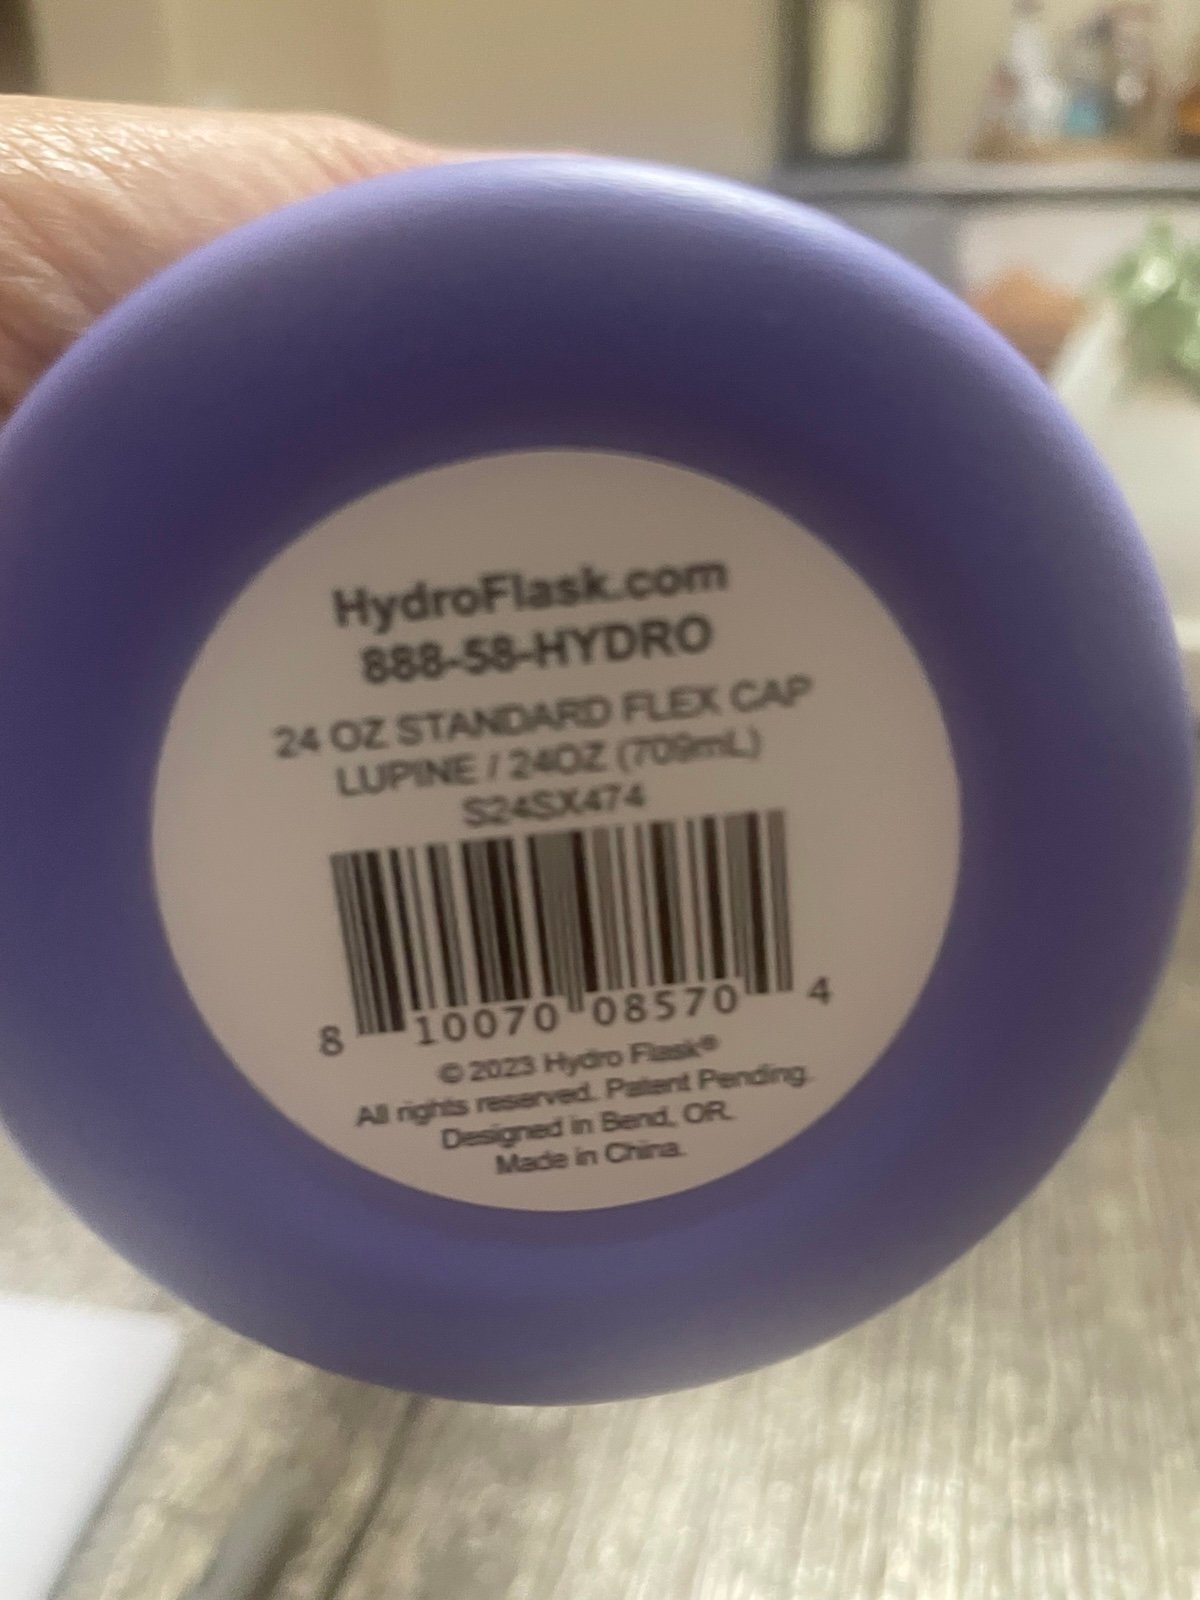 HydroFlask.com
888-58-HYDRO
24 OZ STANDARD FLEX CAP
LUPINE / 24OZ (709mL)
S24SX474
8 10070 08570 4
© 2023 Hydro Flask®
All rights reserved. Patent Pending.
Designed in Bend, OR.
Made in China.